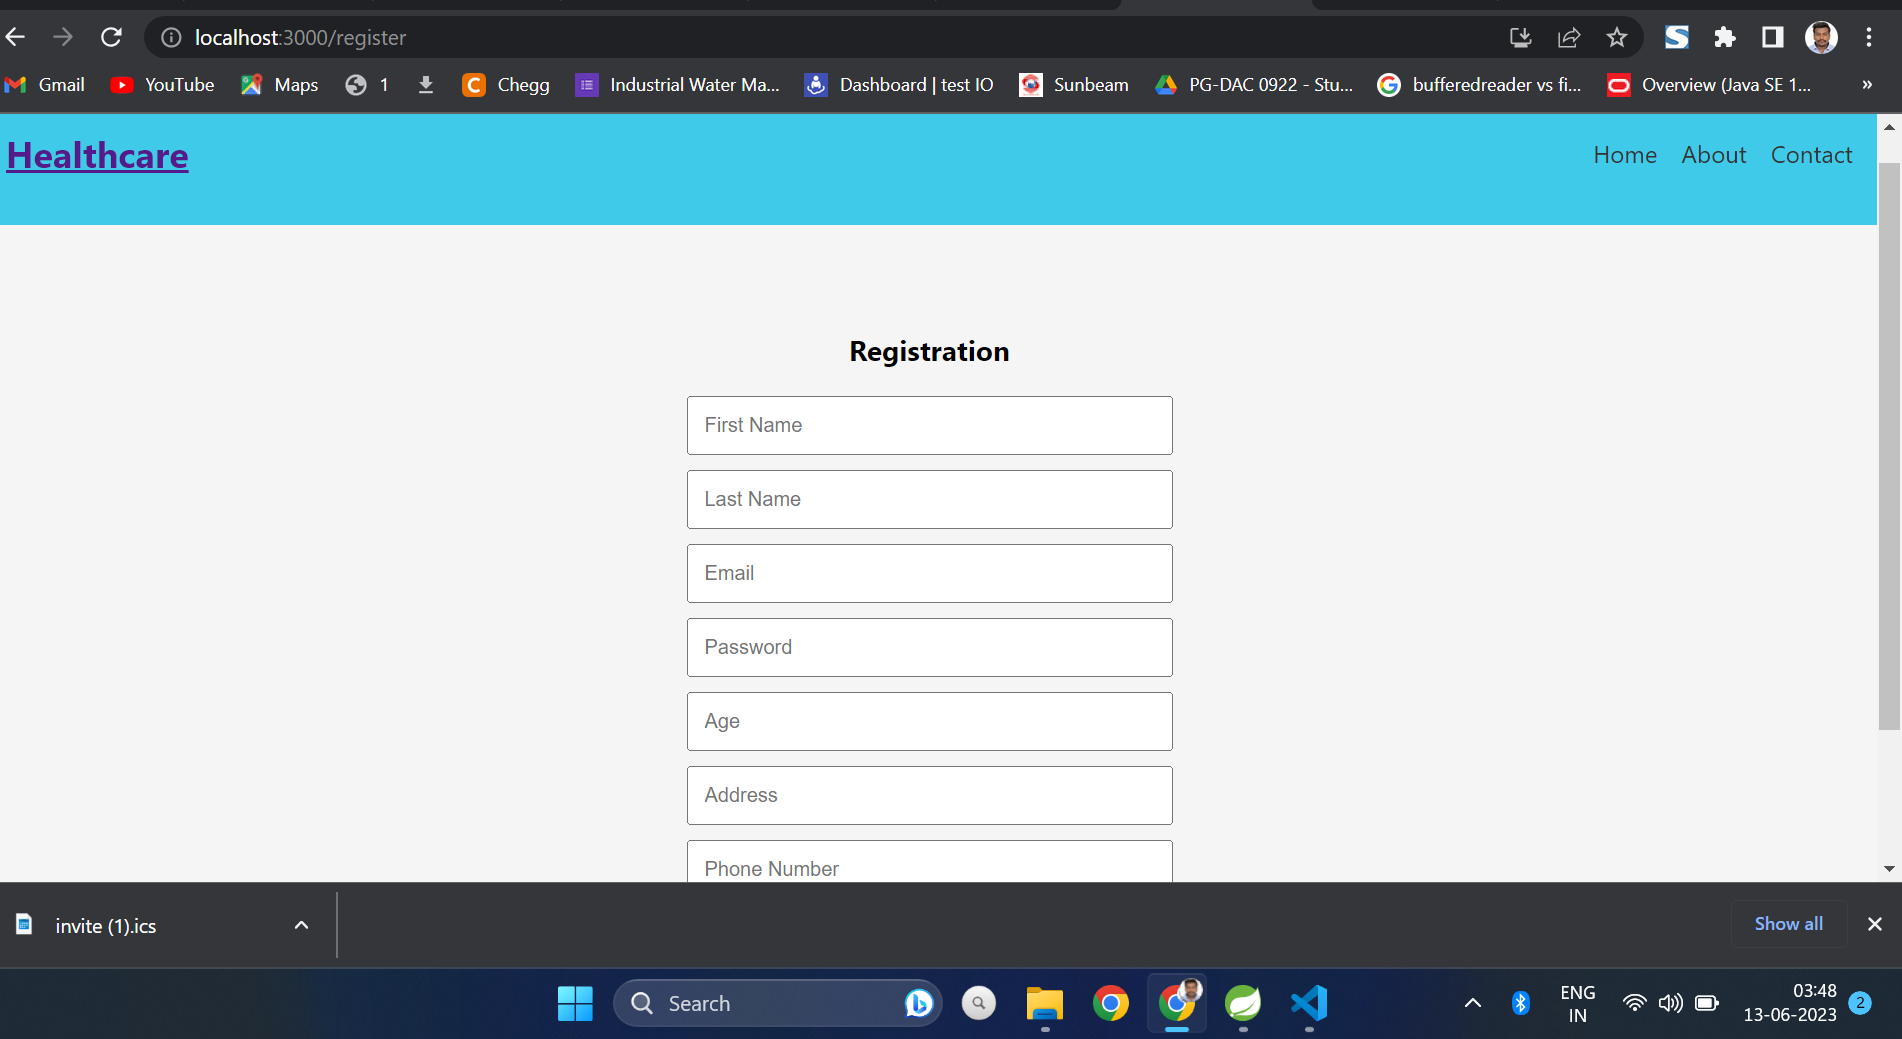 localhost:3000/register
Gmail YouTube Maps 1 Chegg Industrial Water Ma... Dashboard | test IO Sunbeam PG-DAC 0922 - Stu... bufferedreader vs fi... Overview (Java SE 1... »
Healthcare Home About Contact
Registration
First Name
Last Name
Email
Password
Age
Address
Phone Number
invite (1).ics Show all
Search ENG 03:48
IN 13-06-2023 2